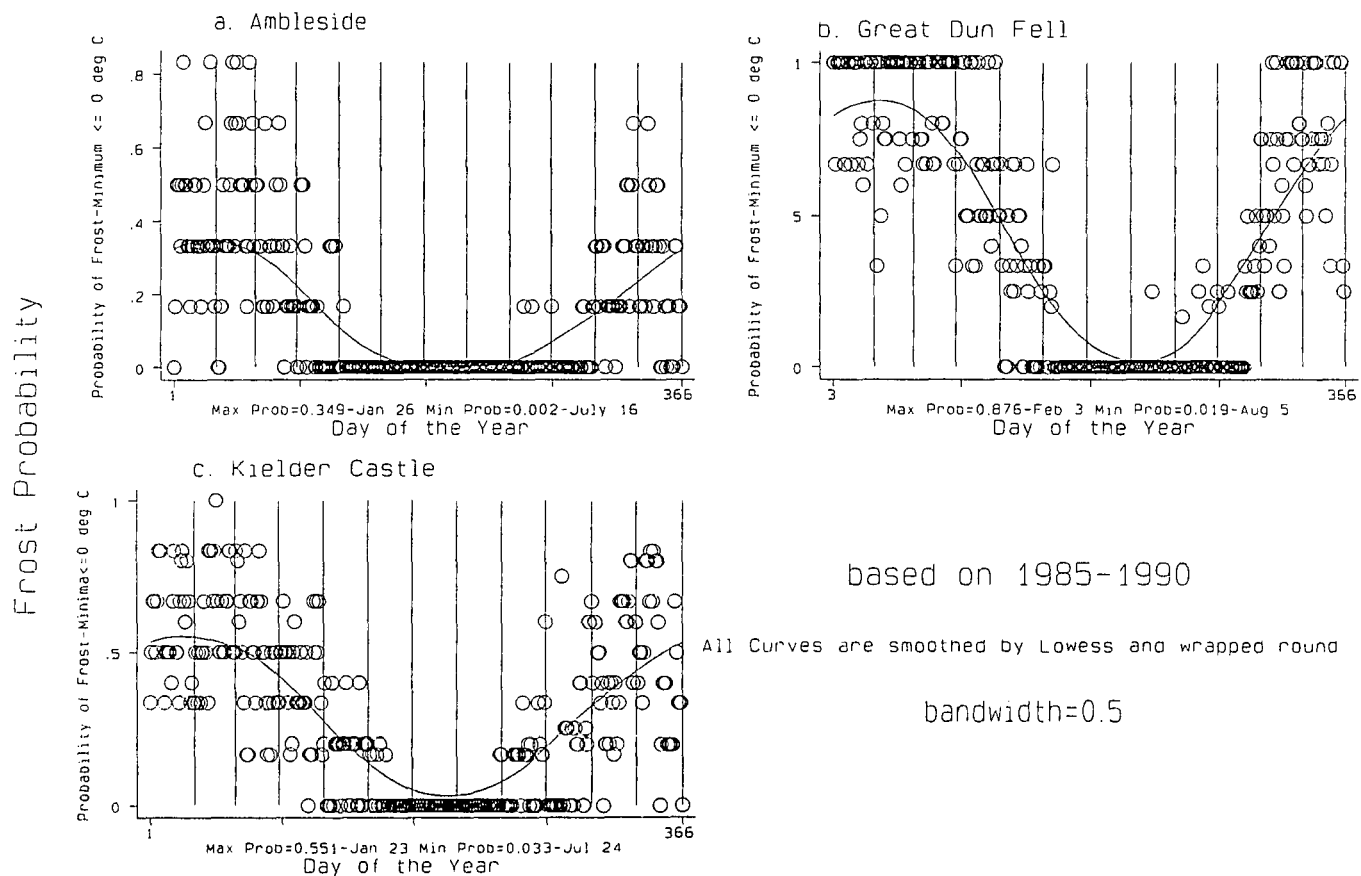 Frost Probability
a. Ambleside
Probability of Frost-Minimum <= 0 deg C
.8
.6
.4
.2
0
1
366
Max Prob=0.349-Jan 26 Min Prob=0.002-July 16
Day of the Year
b. Great Dun Fell
Probability of Frost-Minimum <= 0 deg C
1
5
0
3
366
Max Prob=0.876-Feb 3 Min Prob=0.019-Aug 5
Day of the Year
c. Kielder Castle
Probability of Frost-Minima<=0 deg C
1
.5
0
1
366
Max Prob=0.551-Jan 23 Min Prob=0.033-Jul 24
Day of the Year
based on 1985-1990
All Curves are smoothed by Lowess and wrapped round
bandwidth=0.5